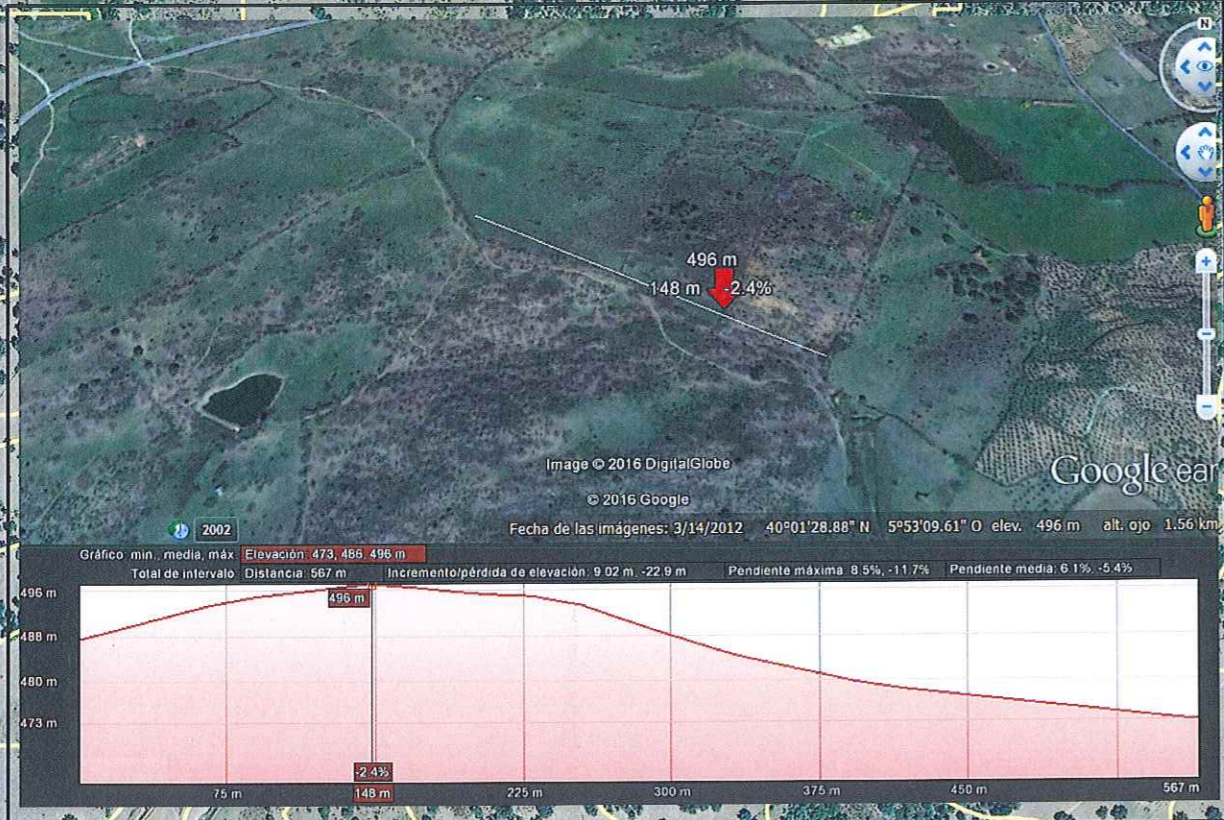 N
496 m
148 m -2.4%
Image © 2016 DigitalGlobe
© 2016 Google
Google ear
2002
Fecha de las imágenes: 3/14/2012 40°01'28.88" N 5°53'09.61" O elev. 496 m alt. ojo 1.56 km
Gráfico min., media, máx. Elevación: 473, 486, 496 m
Total de intervalo Distancia: 567 m Incremento/pérdida de elevación: 9.02 m, -22.9 m Pendiente máxima: 8.5%, -11.7% Pendiente media: 6.1%, -5.4%
496 m
496 m
488 m
480 m
473 m
-2.4%
75 m 148 m 225 m 300 m 375 m 450 m 567 m